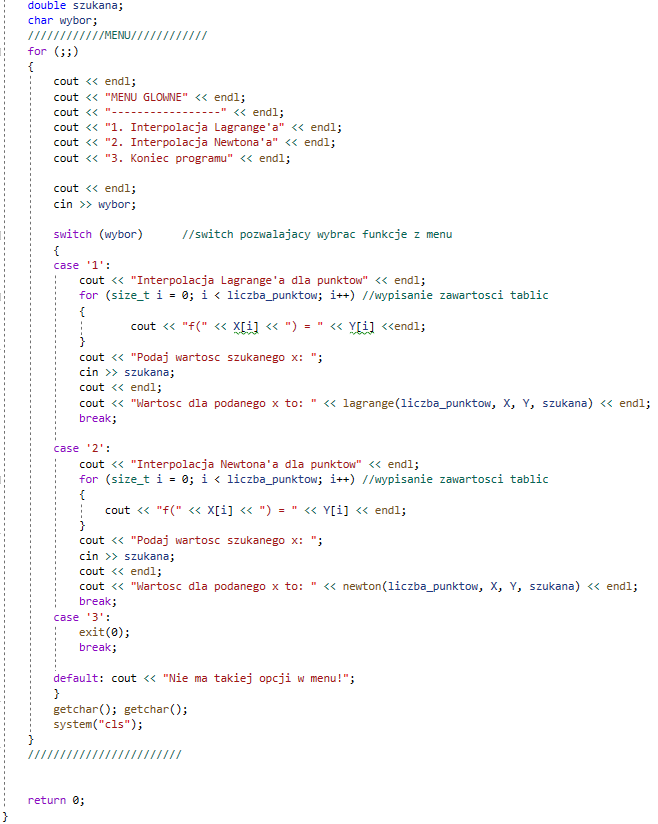 double szukana;
char wybor;
////////////MENU////////////
for (;;)
{
cout << endl;
cout << "MENU GLOWNE" << endl;
cout << "-----------------" << endl;
cout << "1. Interpolacja Lagrange'a" << endl;
cout << "2. Interpolacja Newtona'a" << endl;
cout << "3. Koniec programu" << endl;
cout << endl;
cin >> wybor;
switch (wybor) //switch pozwalajacy wybrac funkcje z menu
{
case '1':
cout << "Interpolacja Lagrange'a dla punktow" << endl;
for (size_t i = 0; i < liczba_punktow; i++) //wypisanie zawartosci tablic
{
cout << "f(" << X[i] << ") = " << Y[i] <<endl;
}
cout << "Podaj wartosc szukanego x: ";
cin >> szukana;
cout << endl;
cout << "Wartosc dla podanego x to: " << lagrange(liczba_punktow, X, Y, szukana) << endl;
break;
case '2':
cout << "Interpolacja Newtona'a dla punktow" << endl;
for (size_t i = 0; i < liczba_punktow; i++) //wypisanie zawartosci tablic
{
cout << "f(" << X[i] << ") = " << Y[i] << endl;
}
cout << "Podaj wartosc szukanego x: ";
cin >> szukana;
cout << endl;
cout << "Wartosc dla podanego x to: " << newton(liczba_punktow, X, Y, szukana) << endl;
break;
case '3':
exit(0);
break;
default: cout << "Nie ma takiej opcji w menu!";
}
getchar(); getchar();
system("cls");
}
////////////////////////
return 0;
}